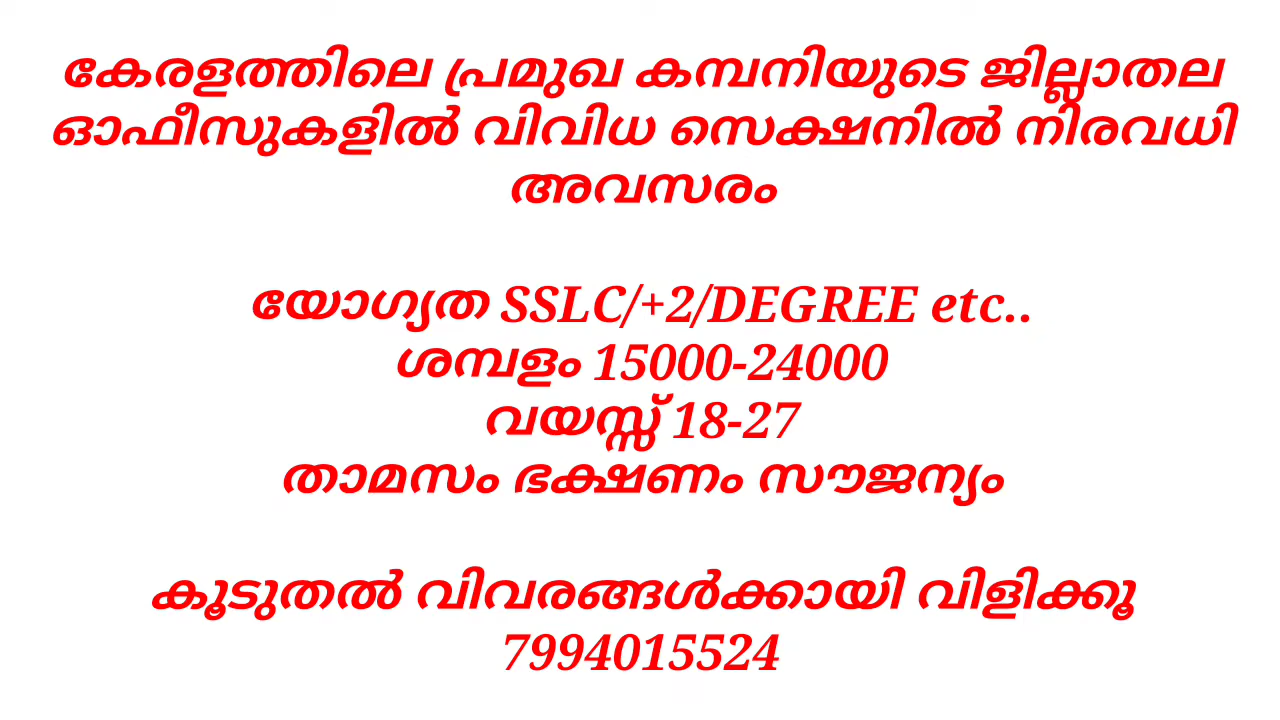 കേരളത്തിലെ പ്രമുഖ കമ്പനിയുടെ ജില്ലാതല
ഓഫീസുകളിൽ വിവിധ സെക്ഷനിൽ നിരവധി
അവസരം
യോഗ്യത SSLC/+2/DEGREE etc..
ശമ്പളം 15000-24000
വയസ്സ് 18-27
താമസം ഭക്ഷണം സൗജന്യം
കൂടുതൽ വിവരങ്ങൾക്കായി വിളിക്കൂ
7994015524